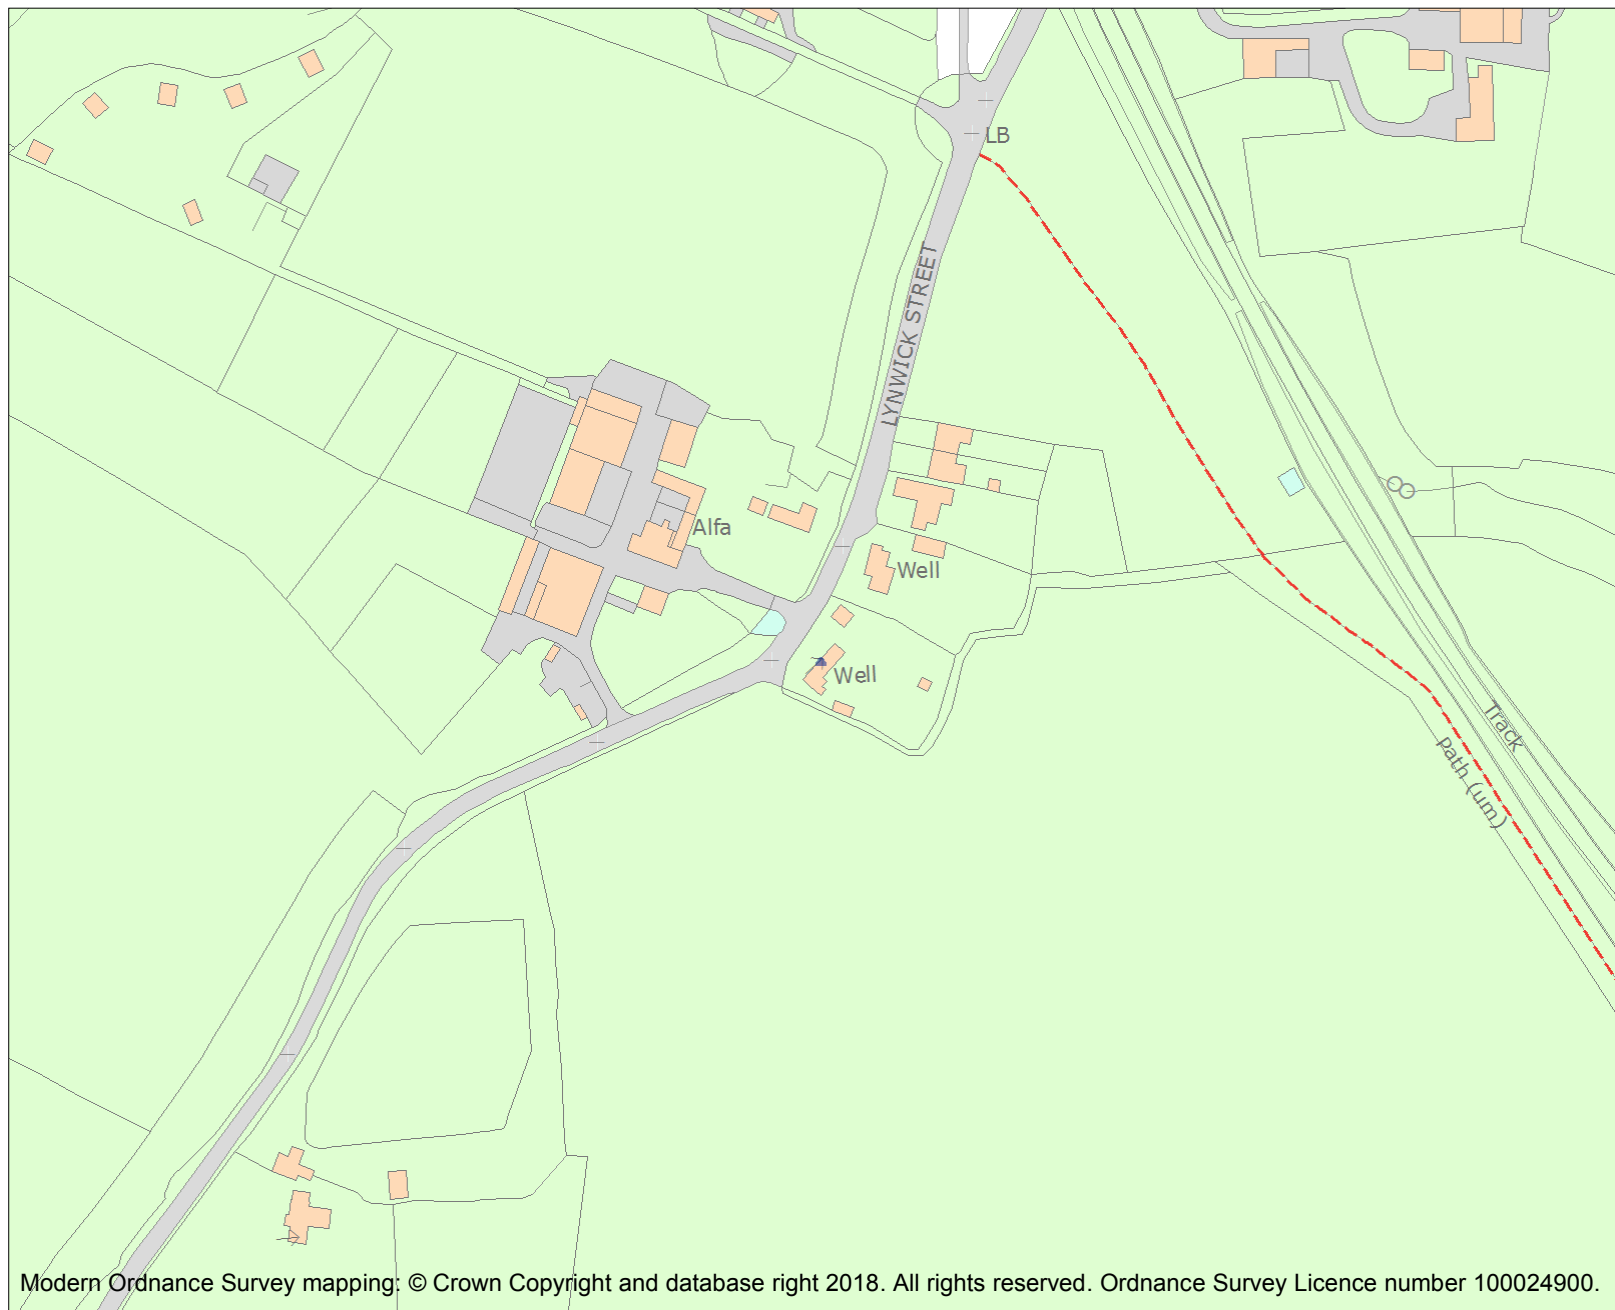 LB
LYNWICK STREET
Alfa
Well
Well
Track
Path (um)
Modern Ordnance Survey mapping: © Crown Copyright and database right 2018. All rights reserved. Ordnance Survey Licence number 100024900.